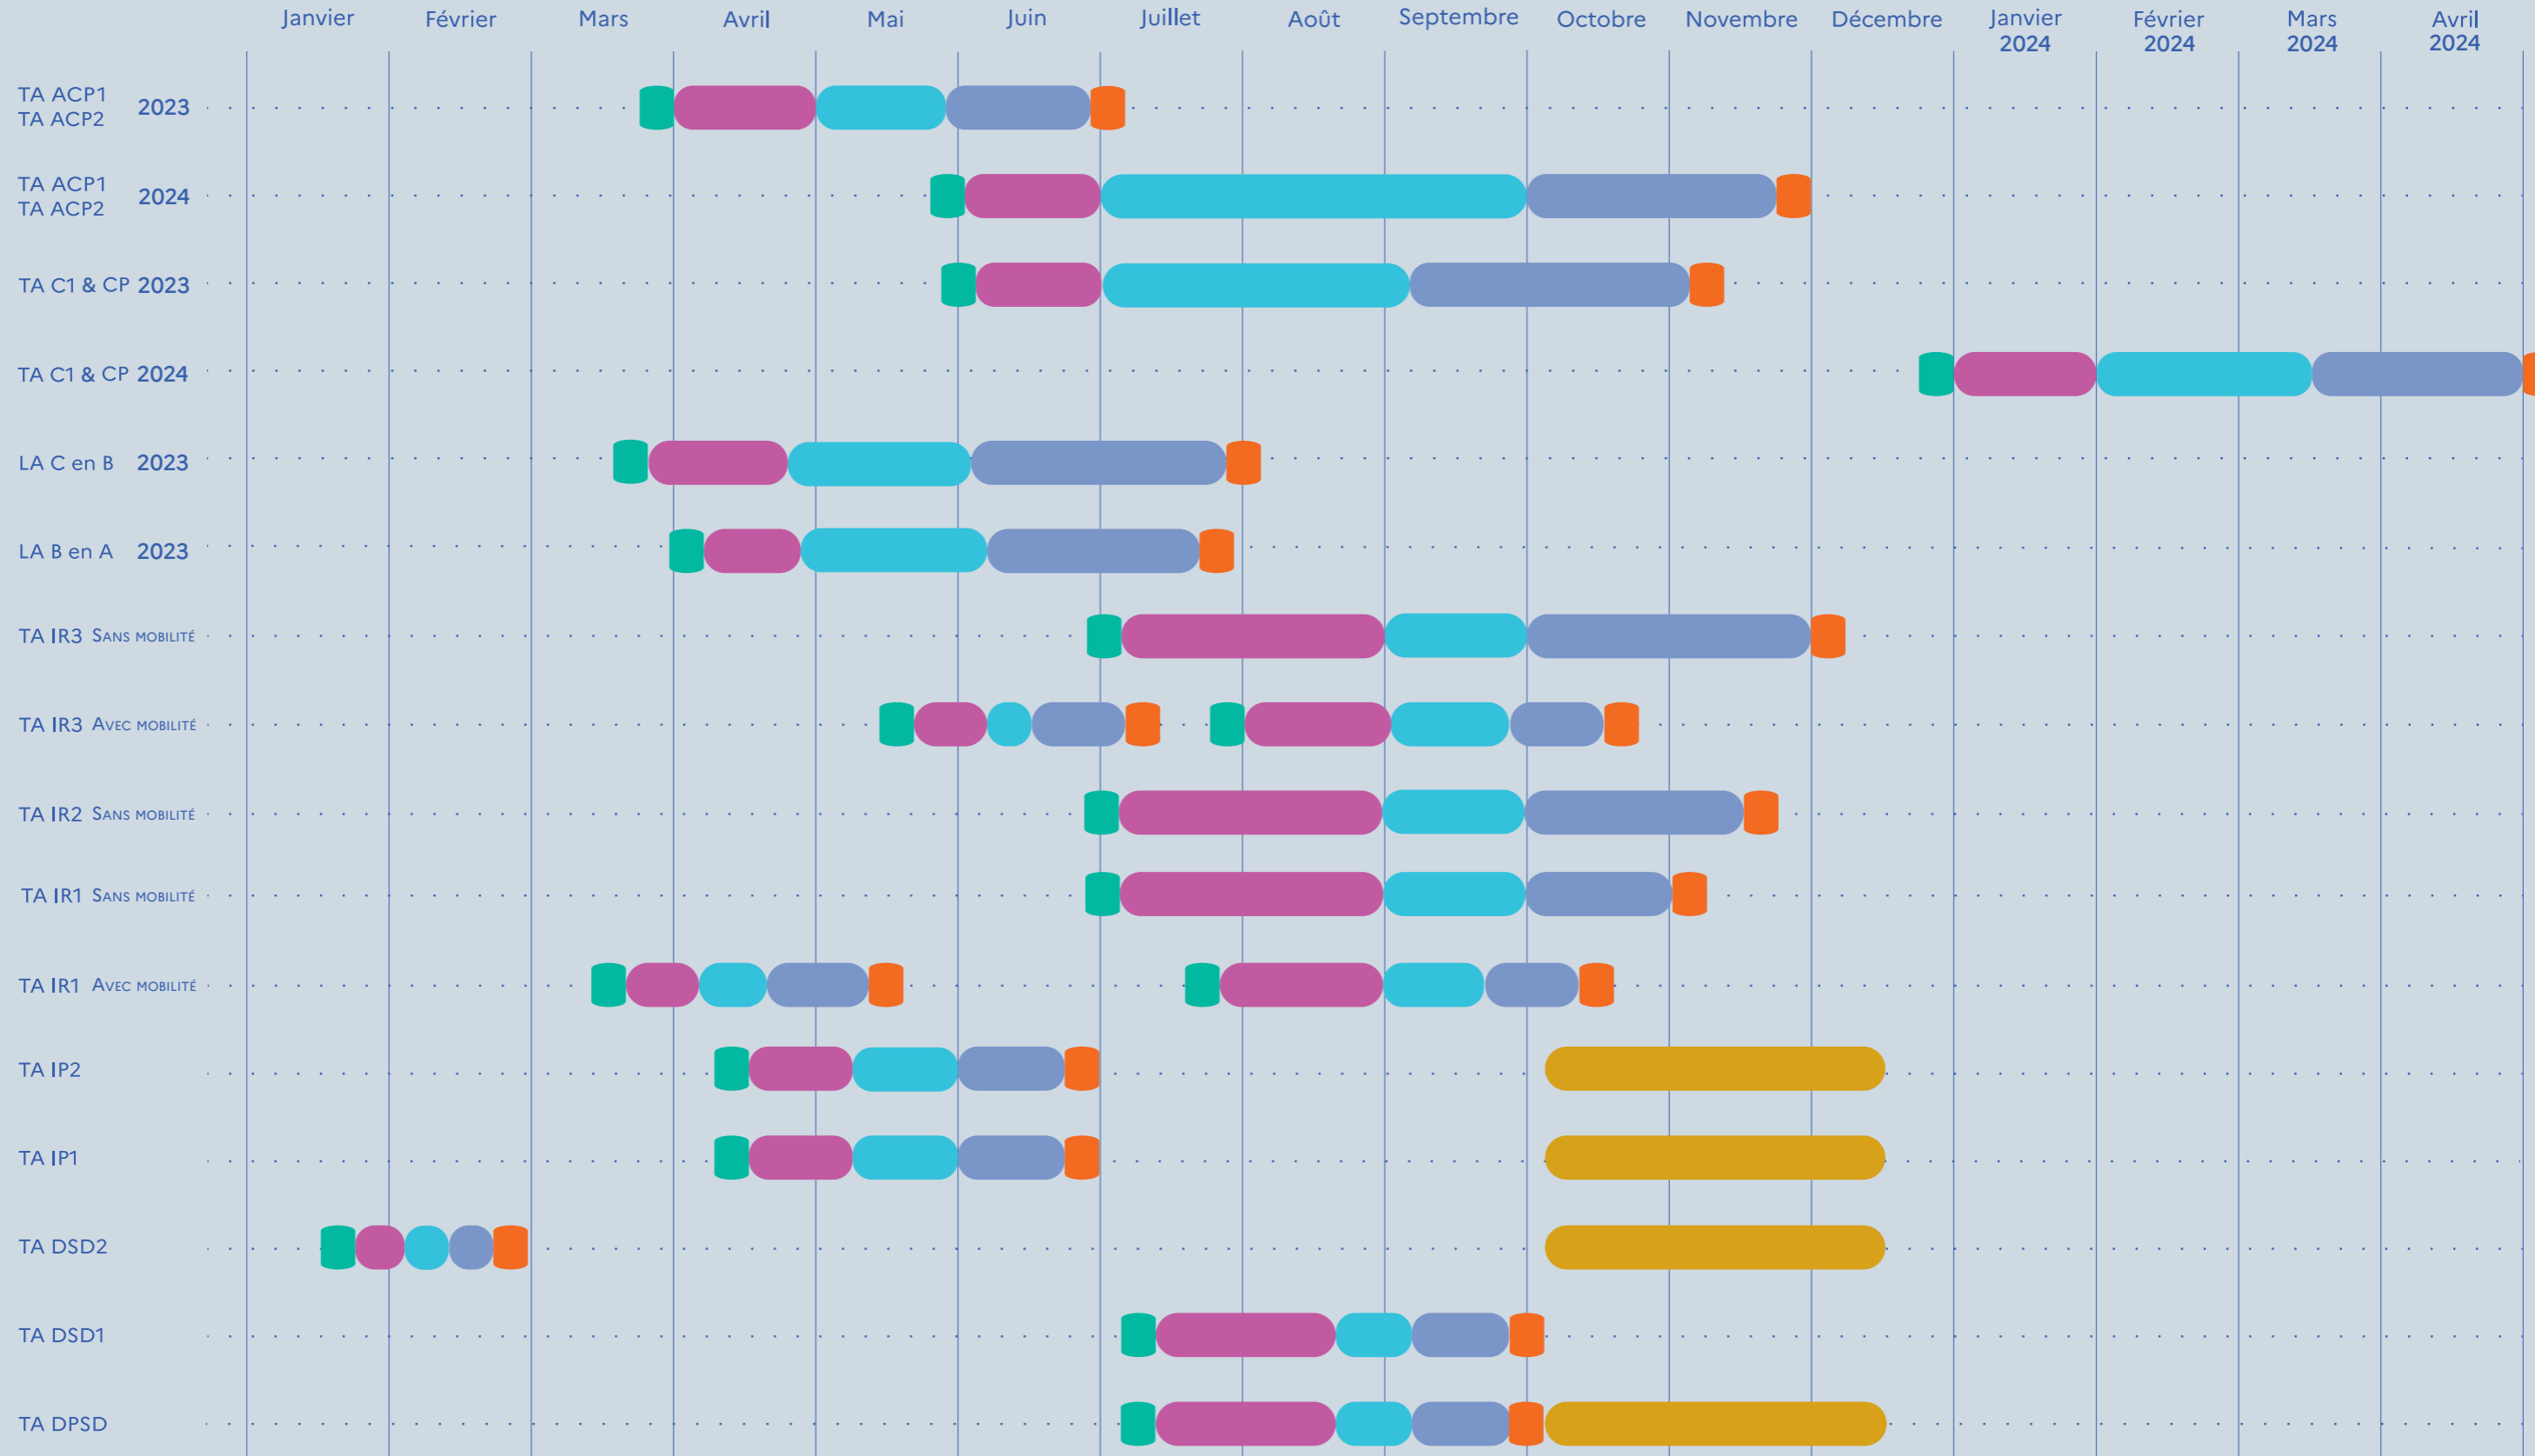 Janvier Février Mars Avril Mai Juin Juillet Août Septembre Octobre Novembre Décembre Janvier Février Mars Avril
2024 2024 2024 2024
TA ACP1
TA ACP2 2023
TA ACP1
TA ACP2 2024
TA C1 & CP 2023
TA C1 & CP 2024
LA C en B 2023
LA B en A 2023
TA IR3 Sans mobilité
TA IR3 Avec mobilité
TA IR2 Sans mobilité
TA IR1 Sans mobilité
TA IR1 Avec mobilité
TA IP2
TA IP1
TA DSD2
TA DSD1
TA DPSD